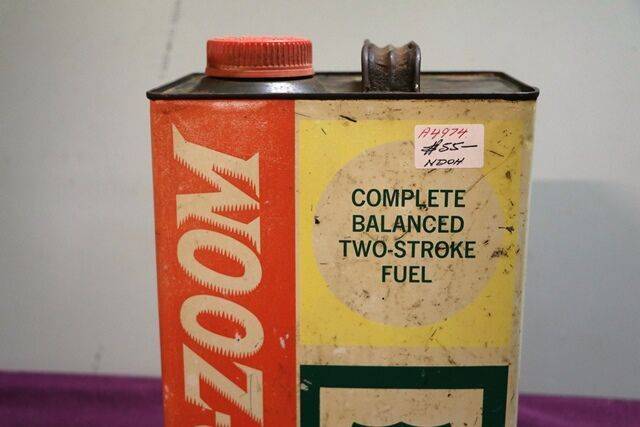 A4974
$55-
NDOH
COMPLETE
BALANCED
TWO-STROKE
FUEL
-ZOOM